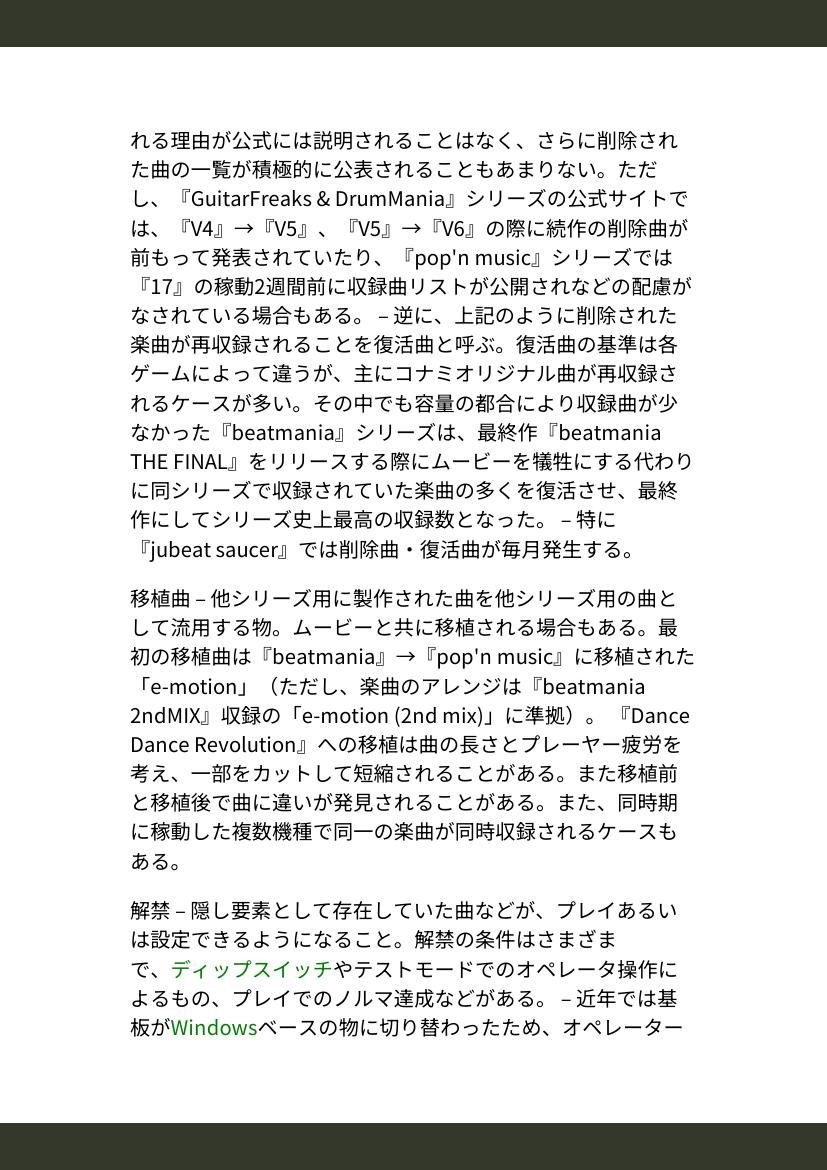 れる理由が公式には説明されることはなく、さらに削除され
た曲の一覧が積極的に公表されることもあまりない。ただ
し、『GuitarFreaks & DrumMania』シリーズの公式サイトで
は、『V4』→『V5』、『V5』→『V6』の際に続作の削除曲が
前もって発表されていたり、『pop'n music』シリーズでは
『17』の稼動2週間前に収録曲リストが公開されなどの配慮が
なされている場合もある。 – 逆に、上記のように削除された
楽曲が再収録されることを復活曲と呼ぶ。復活曲の基準は各
ゲームによって違うが、主にコナミオリジナル曲が再収録さ
れるケースが多い。その中でも容量の都合により収録曲が少
なかった『beatmania』シリーズは、最終作『beatmania
THE FINAL』をリリースする際にムービーを犠牲にする代わり
に同シリーズで収録されていた楽曲の多くを復活させ、最終
作にしてシリーズ史上最高の収録数となった。 – 特に
『jubeat saucer』では削除曲・復活曲が毎月発生する。
移植曲 – 他シリーズ用に製作された曲を他シリーズ用の曲と
して流用する物。ムービーと共に移植される場合もある。最
初の移植曲は『beatmania』→『pop'n music』に移植された
「e-motion」（ただし、楽曲のアレンジは『beatmania
2ndMIX』収録の「e-motion (2nd mix)」に準拠）。『Dance
Dance Revolution』への移植は曲の長さとプレーヤー疲労を
考え、一部をカットして短縮されることがある。また移植前
と移植後で曲に違いが発見されることがある。また、同時期
に稼動した複数機種で同一の楽曲が同時収録されるケースも
ある。
解禁 – 隠し要素として存在していた曲などが、プレイあるい
は設定できるようになること。解禁の条件はさまざま
で、ディップスイッチやテストモードでのオペレータ操作に
よるもの、プレイでのノルマ達成などがある。 – 近年では基
板がWindowsベースの物に切り替わったため、オペレーター